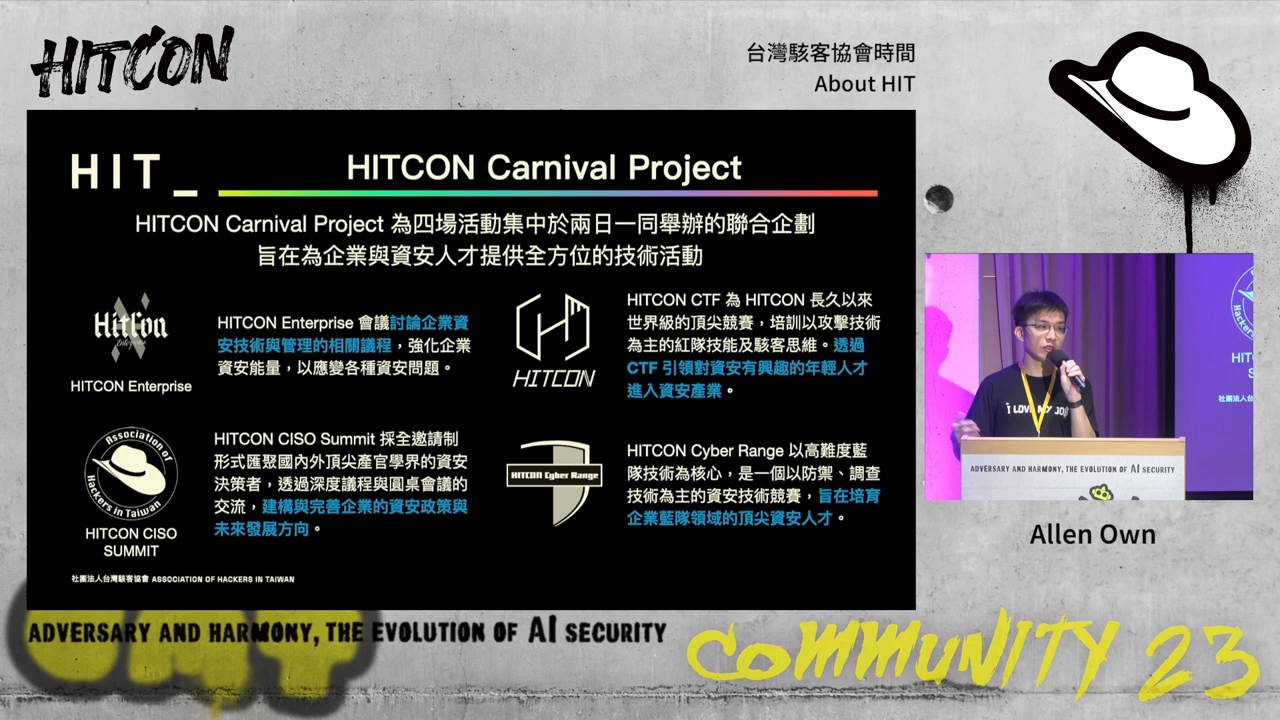 HITCON
台灣駭客協會時間
About HIT
HIT_
HITCON Carnival Project
HITCON Carnival Project 為四場活動集中於兩日一同舉辦的聯合企劃
旨在為企業與資安人才提供全方位的技術活動
HitCon
Enterprise
HITCON Enterprise
HITCON Enterprise 會議討論企業資
安技術與管理的相關議程，強化企業
資安能量，以應變各種資安問題。
HITCON
HITCON CTF 為 HITCON 長久以來
世界級的頂尖競賽，培訓以攻擊技術
為主的紅隊技能及駭客思維。透過
CTF 引領對資安有興趣的年輕人才
進入資安產業。
Association of
Hackers in Taiwan
HITCON CISO
SUMMIT
HITCON CISO Summit 採全邀請制
形式匯聚國內外頂尖產官學界的資安
決策者，透過深度議程與圓桌會議的
交流，建構與完善企業的資安政策與
未來發展方向。
HITCON Cyber Range
HITCON Cyber Range 以高難度藍
隊技術為核心，是一個以防禦、調查
技術為主的資安技術競賽，旨在培育
企業藍隊領域的頂尖資安人才。
社團法人台灣駭客協會 ASSOCIATION OF HACKERS IN TAIWAN
I LOVE MY JO
ADVERSARY AND HARMONY, THE EVOLUTION OF AI SECURITY
Allen Own
ADVERSARY AND HARMONY, THE EVOLUTION OF AI SECURITY
COMMUNITY 23